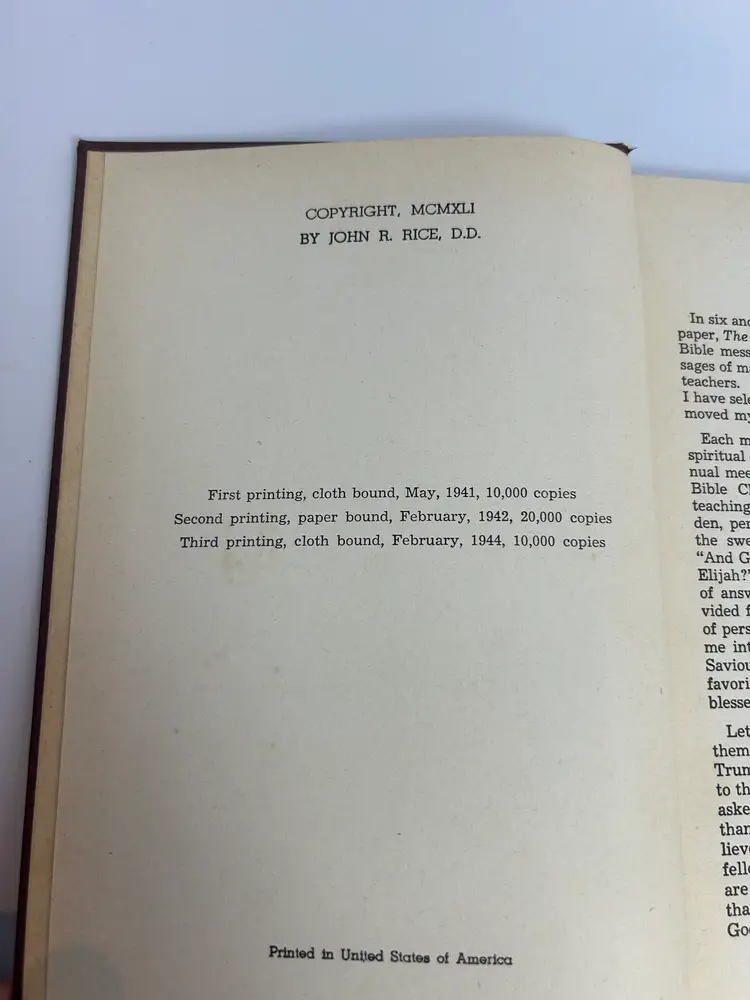 COPYRIGHT, MCMXLI
BY JOHN R. RICE, D.D.
First printing, cloth bound, May, 1941, 10,000 copies
Second printing, paper bound, February, 1942, 20,000 copies
Third printing, cloth bound, February, 1944, 10,000 copies
Printed in United States of America
In six and
paper, The
Bible mess
sages of m
teachers.
I have sele
moved my
Each m
spiritual
nual mee
Bible C
teaching
den, per
the swe
"And G
Elijah?"
of answ
vided f
of pers
me int
Saviou
favori
blesse
Let
them
Trum
to th
aske
than
lieve
fello
are
tha
Goo